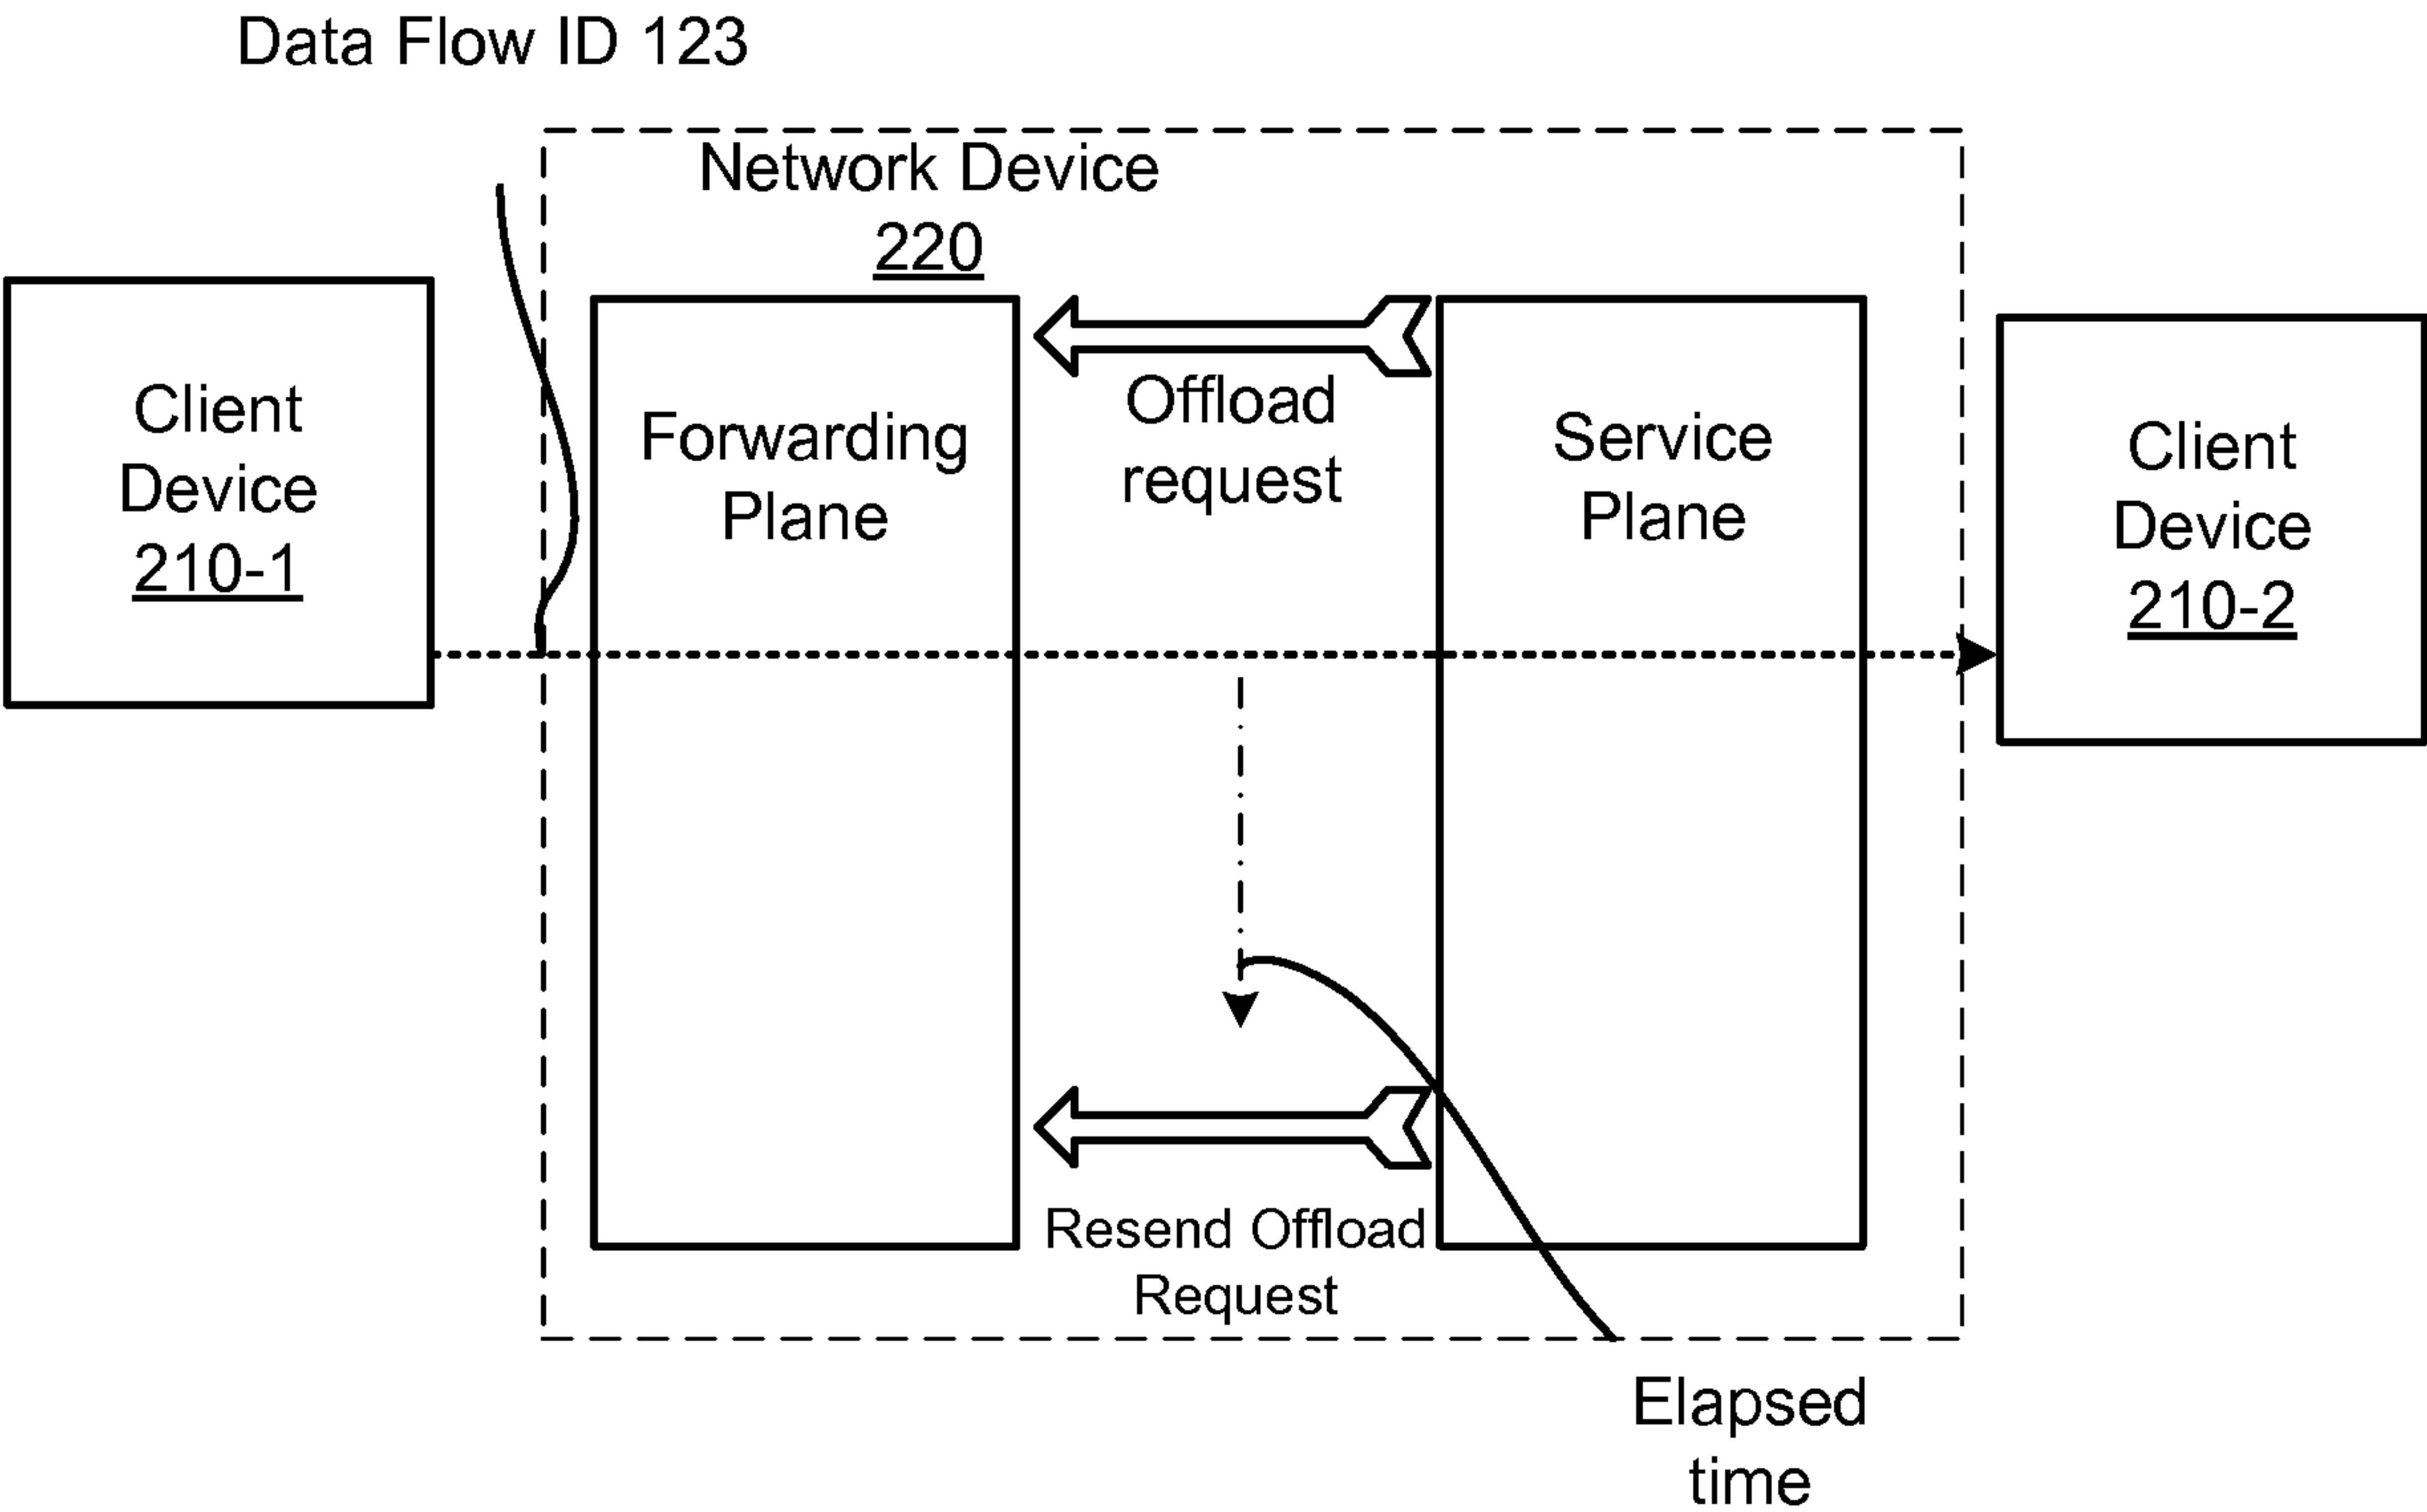 Data Flow ID 123
Network Device
220
Client
Device
210-1
Forwarding
Plane
Offload
request
Service
Plane
Client
Device
210-2
Resend Offload
Request
Elapsed
time